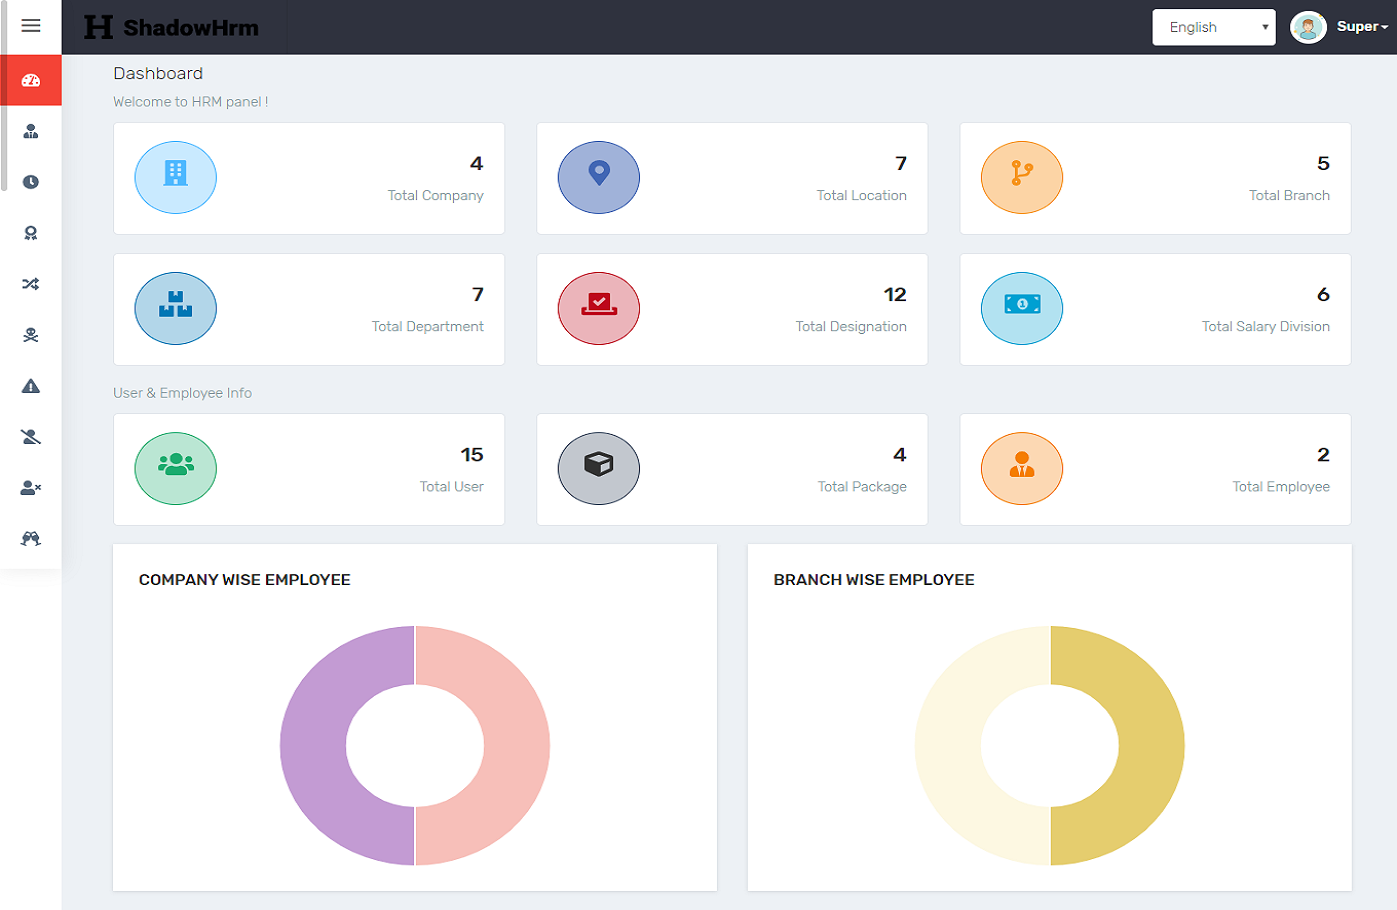 ShadowHrm
English
Super
Dashboard
Welcome to HRM panel !
4
Total Company
7
Total Location
5
Total Branch
7
Total Department
12
Total Designation
6
Total Salary Division
User & Employee Info
15
Total User
4
Total Package
2
Total Employee
COMPANY WISE EMPLOYEE
BRANCH WISE EMPLOYEE